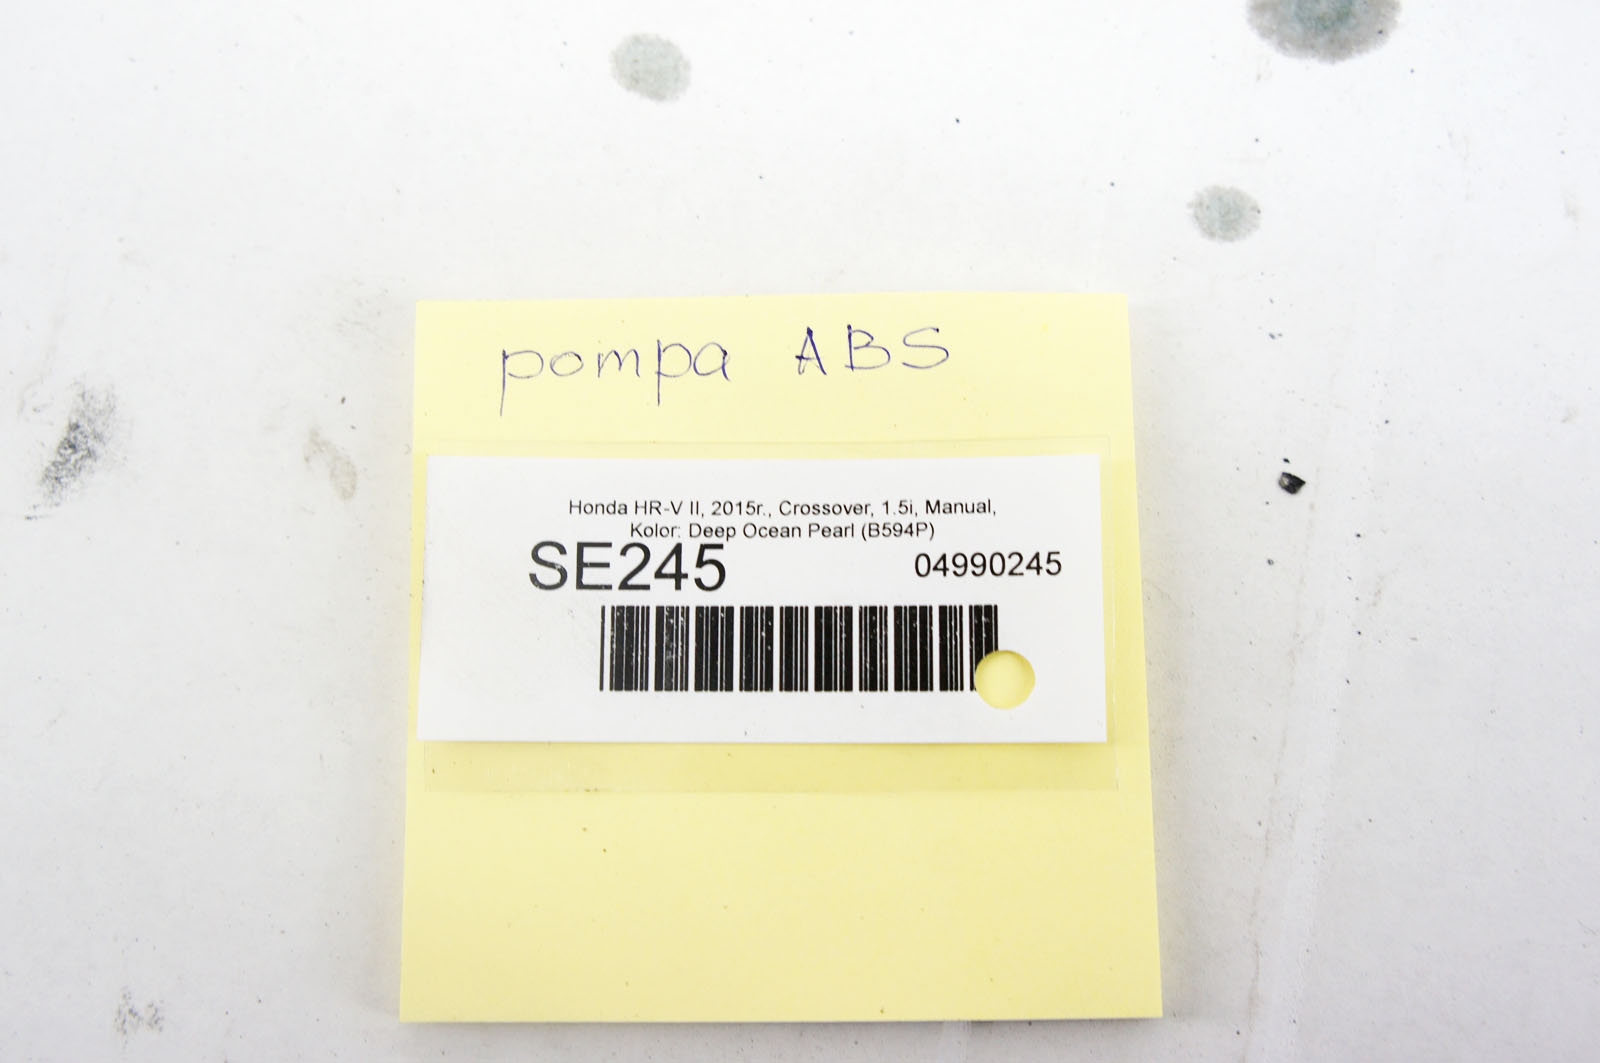 pompa ABS
Honda HR-V II, 2015r., Crossover, 1.5i, Manual,
Kolor: Deep Ocean Pearl (B594P)
SE245 04990245